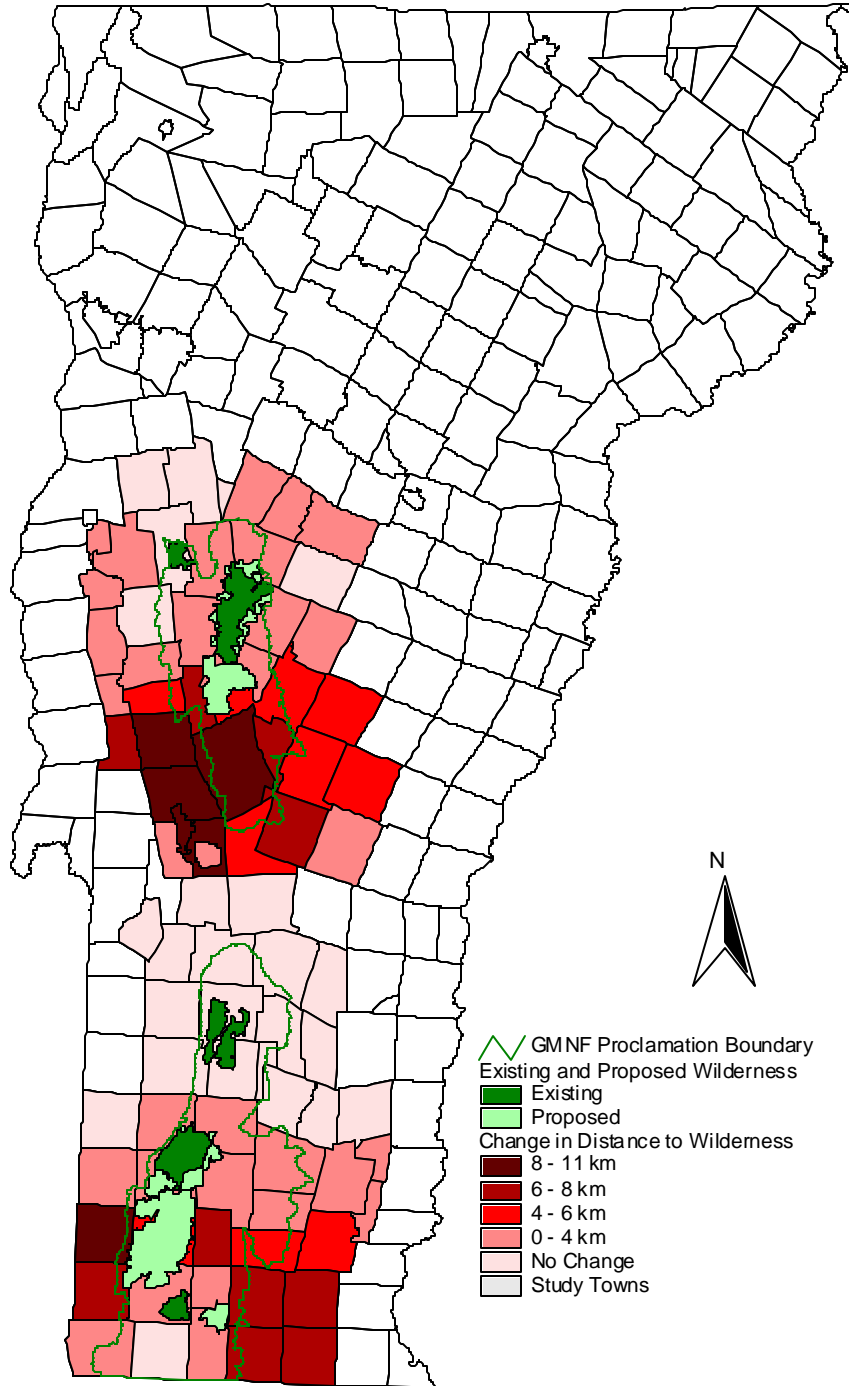 N
GMNF Proclamation Boundary
Existing and Proposed Wilderness
Existing
Proposed
Change in Distance to Wilderness
8 - 11 km
6 - 8 km
4 - 6 km
0 - 4 km
No Change
Study Towns